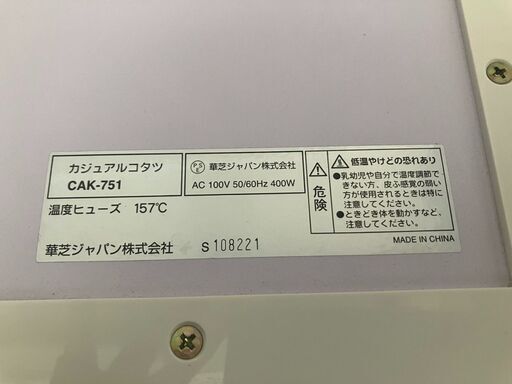 カジュアルコタツ
CAK-751
PSE 華芝ジャパン株式会社
AC 100V 50/60Hz 400W
温度ヒューズ 157℃
華芝ジャパン株式会社 S 108221
危険
低温やけどの恐れあり
●乳幼児や自分で温度調節で
きない方、皮ふ感覚の弱い
方が使用されるときは特に
注意してください。
●ときどき体を動かすなど、
注意してください。
MADE IN CHINA